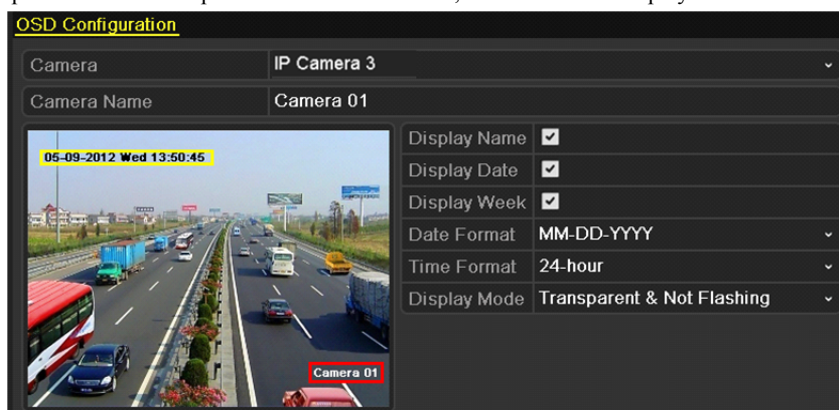 OSD Configuration
Camera IP Camera 3
Camera Name Camera 01
05-09-2012 Wed 13:50:45
Camera 01
Display Name
Display Date
Display Week
Date Format MM-DD-YYYY
Time Format 24-hour
Display Mode Transparent & Not Flashing